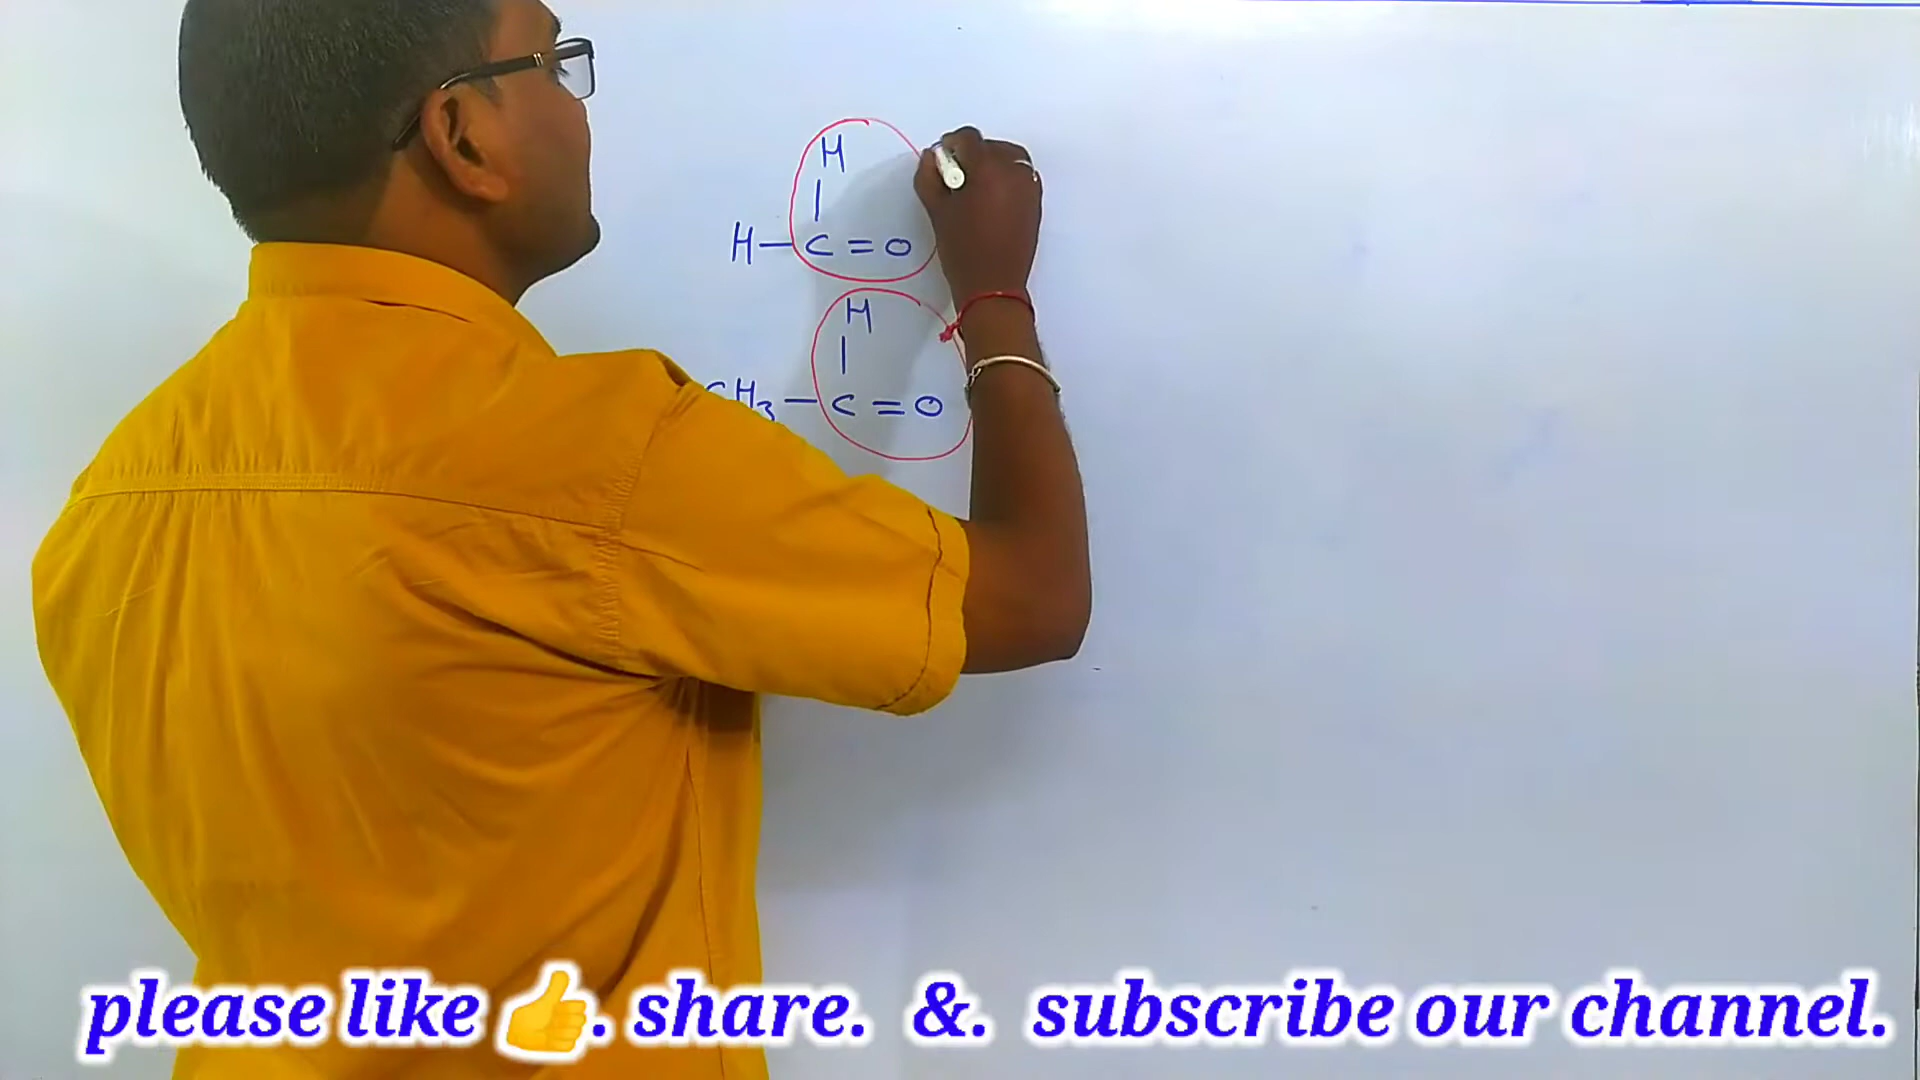 H
|
H—C=O
H
|
CH₃—C=O
please like 👍. share. &. subscribe our channel.